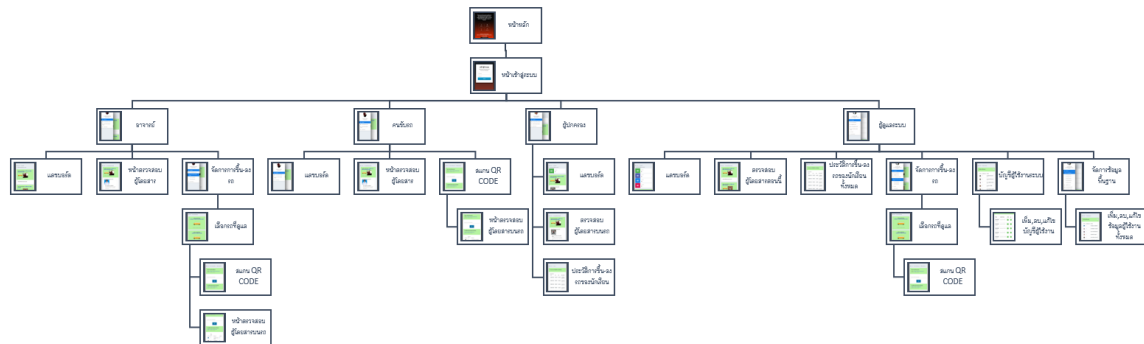 หน้าหลัก
หน้าเข้าสู่ระบบ
อาจารย์
คนขับรถ
ผู้ปกครอง
ผู้ดูแลระบบ
แดชบอร์ด
หน้าตรวจสอบ
ผู้โดยสาร
จัดการการขึ้น-ลง
รถ
แดชบอร์ด
หน้าตรวจสอบ
ผู้โดยสาร
สแกน QR
CODE
แดชบอร์ด
แดชบอร์ด
ตรวจสอบ
ผู้โดยสารตอนนี้
ประวัติการขึ้น-ลง
รถของนักเรียน
ทั้งหมด
จัดการการขึ้น-ลง
รถ
บัญชีผู้ใช้งานระบบ
จัดการข้อมูล
พื้นฐาน
เลือกรถที่ดูแล
หน้าตรวจสอบ
ผู้โดยสารบนรถ
ตรวจสอบ
ผู้โดยสารบนรถ
เลือกรถที่ดูแล
เพิ่ม,ลบ,แก้ไข
บัญชีผู้ใช้งาน
เพิ่ม,ลบ,แก้ไข
ข้อมูลผู้ใช้งาน
ทั้งหมด
สแกน QR
CODE
ประวัติการขึ้น-ลง
รถของนักเรียน
สแกน QR
CODE
หน้าตรวจสอบ
ผู้โดยสารบนรถ